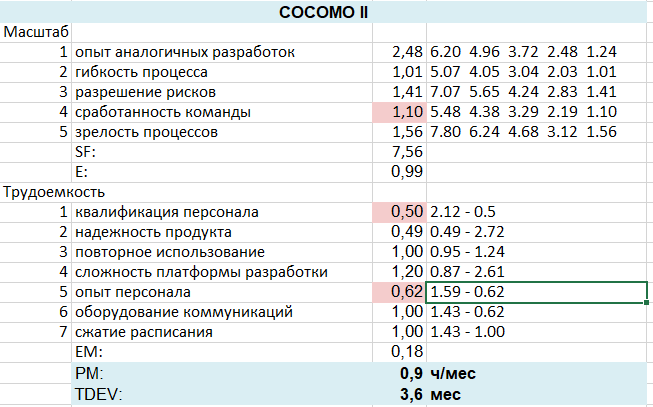 COCOMO II
Масштаб
1 опыт аналогичных разработок 2,48 6.20 4.96 3.72 2.48 1.24
2 гибкость процесса 1,01 5.07 4.05 3.04 2.03 1.01
3 разрешение рисков 1,41 7.07 5.65 4.24 2.83 1.41
4 сработанность команды 1,10 5.48 4.38 3.29 2.19 1.10
5 зрелость процессов 1,56 7.80 6.24 4.68 3.12 1.56
SF: 7,56
E: 0,99
Трудоемкость
1 квалификация персонала 0,50 2.12 - 0.5
2 надежность продукта 0,49 0.49 - 2.72
3 повторное использование 1,00 0.95 - 1.24
4 сложность платформы разработки 1,20 0.87 - 2.61
5 опыт персонала 0,62 1.59 - 0.62
6 оборудование коммуникаций 1,00 1.43 - 0.62
7 сжатие расписания 1,00 1.43 - 1.00
EM: 0,18
PM: 0,9 ч/мес
TDEV: 3,6 мес